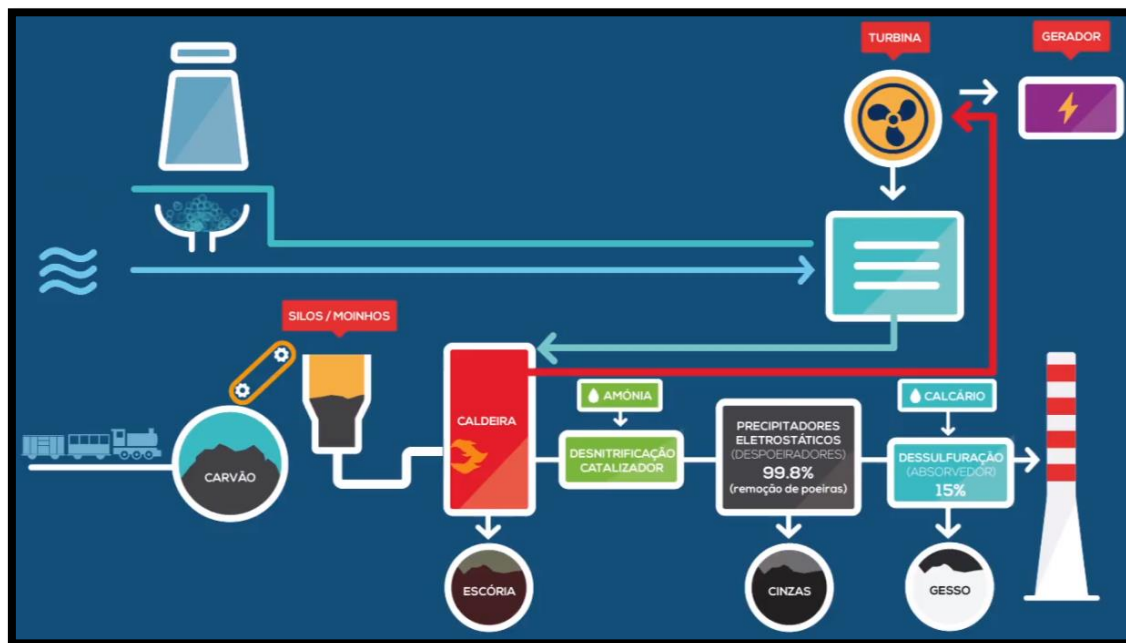 TURBINA
GERADOR
SILOS / MOINHOS
CARVÃO
CALDEIRA
AMÓNIA
DESNITRIFICAÇÃO
CATALIZADOR
PRECIPITADORES
ELETROSTÁTICOS
(DESPOEIRADORES)
99.8%
(remoção de poeiras)
CALCÁRIO
DESSULFURAÇÃO
(ABSORVEDOR)
15%
ESCÓRIA
CINZAS
GESSO